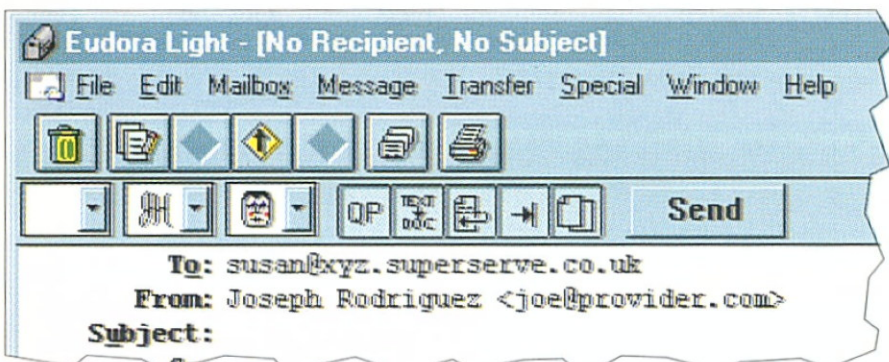 Eudora Light - [No Recipient, No Subject]
File Edit Mailbox Message Transfer Special Window Help
QP TEXT DOC Send
To: susan@xyz.superserve.co.uk
From: Joseph Rodriguez <joe@provider.com>
Subject: